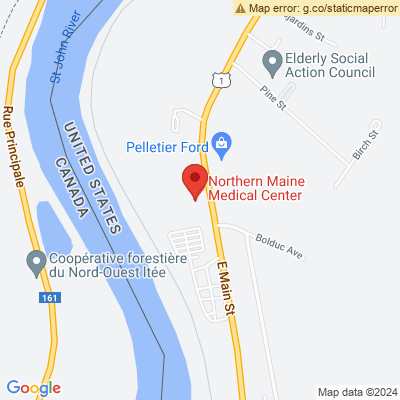 Map error: g.co/staticmaperror
St John River
Rue Principale
UNITED STATES
CANADA
jardins St
Elderly Social
Action Council
1
Pine St
Birch St
Pelletier Ford
Northern Maine
Medical Center
Bolduc Ave
Coopérative forestière
du Nord-Ouest ltée
E Main St
161
Google
Map data ©2024